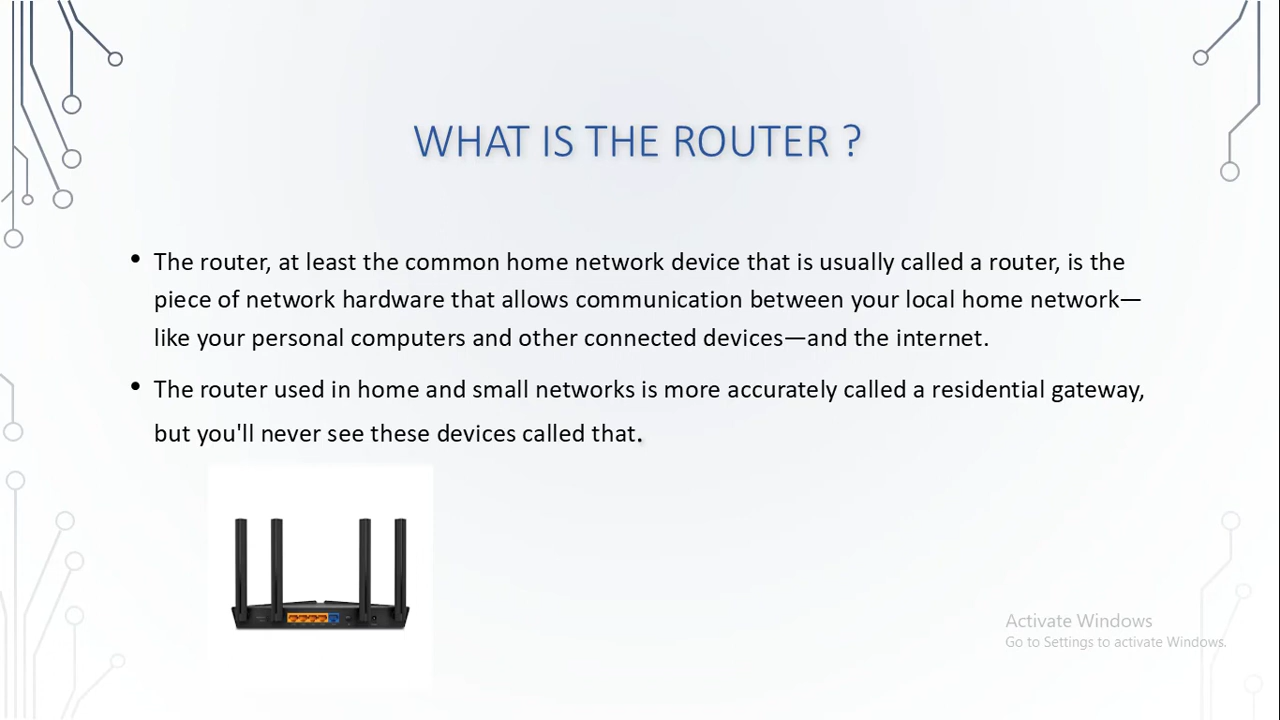 WHAT IS THE ROUTER ?
• The router, at least the common home network device that is usually called a router, is the
piece of network hardware that allows communication between your local home network—
like your personal computers and other connected devices—and the internet.
• The router used in home and small networks is more accurately called a residential gateway,
but you'll never see these devices called that.
Activate Windows
Go to Settings to activate Windows.